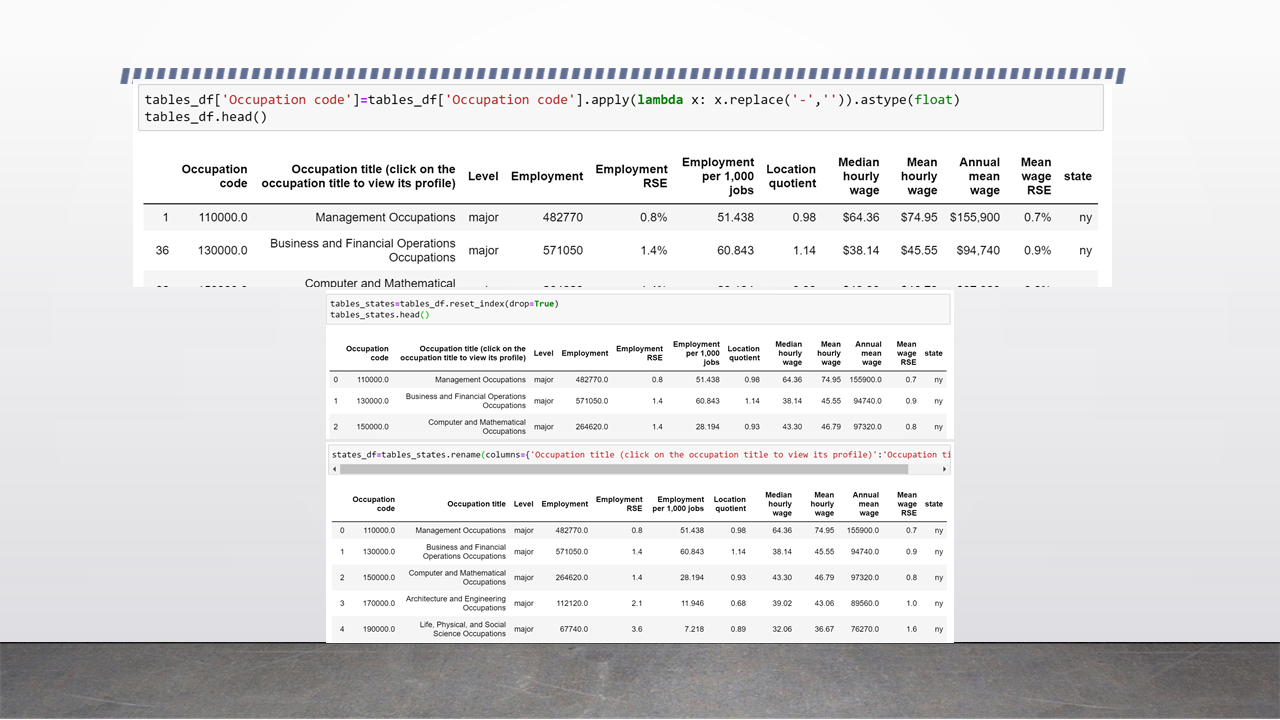 tables_df['Occupation code']=tables_df['Occupation code'].apply(lambda x: x.replace('-','')).astype(float)
tables_df.head()
Occupation code Occupation title (click on the occupation title to view its profile) Level Employment Employment RSE Employment per 1,000 jobs Location quotient Median hourly wage Mean hourly wage Annual mean wage Mean wage RSE state
1 110000.0 Management Occupations major 482770 0.8% 51.438 0.98 $64.36 $74.95 $155,900 0.7% ny
36 130000.0 Business and Financial Operations Occupations major 571050 1.4% 60.843 1.14 $38.14 $45.55 $94,740 0.9% ny
Computer and Mathematical
tables_states=tables_df.reset_index(drop=True)
tables_states.head()
Occupation code Occupation title (click on the occupation title to view its profile) Level Employment Employment RSE Employment per 1,000 jobs Location quotient Median hourly wage Mean hourly wage Annual mean wage Mean wage RSE state
0 110000.0 Management Occupations major 482770.0 0.8 51.438 0.98 64.36 74.95 155900.0 0.7 ny
1 130000.0 Business and Financial Operations Occupations major 571050.0 1.4 60.843 1.14 38.14 45.55 94740.0 0.9 ny
2 150000.0 Computer and Mathematical Occupations major 264620.0 1.4 28.194 0.93 43.30 46.79 97320.0 0.8 ny
states_df=tables_states.rename(columns={'Occupation title (click on the occupation title to view its profile)':'Occupation ti
Occupation code Occupation title Level Employment Employment RSE Employment per 1,000 jobs Location quotient Median hourly wage Mean hourly wage Annual mean wage Mean wage RSE state
0 110000.0 Management Occupations major 482770.0 0.8 51.438 0.98 64.36 74.95 155900.0 0.7 ny
1 130000.0 Business and Financial Operations Occupations major 571050.0 1.4 60.843 1.14 38.14 45.55 94740.0 0.9 ny
2 150000.0 Computer and Mathematical Occupations major 264620.0 1.4 28.194 0.93 43.30 46.79 97320.0 0.8 ny
3 170000.0 Architecture and Engineering Occupations major 112120.0 2.1 11.946 0.68 39.02 43.06 89560.0 1.0 ny
4 190000.0 Life, Physical, and Social Science Occupations major 67740.0 3.6 7.218 0.89 32.06 36.67 76270.0 1.6 ny